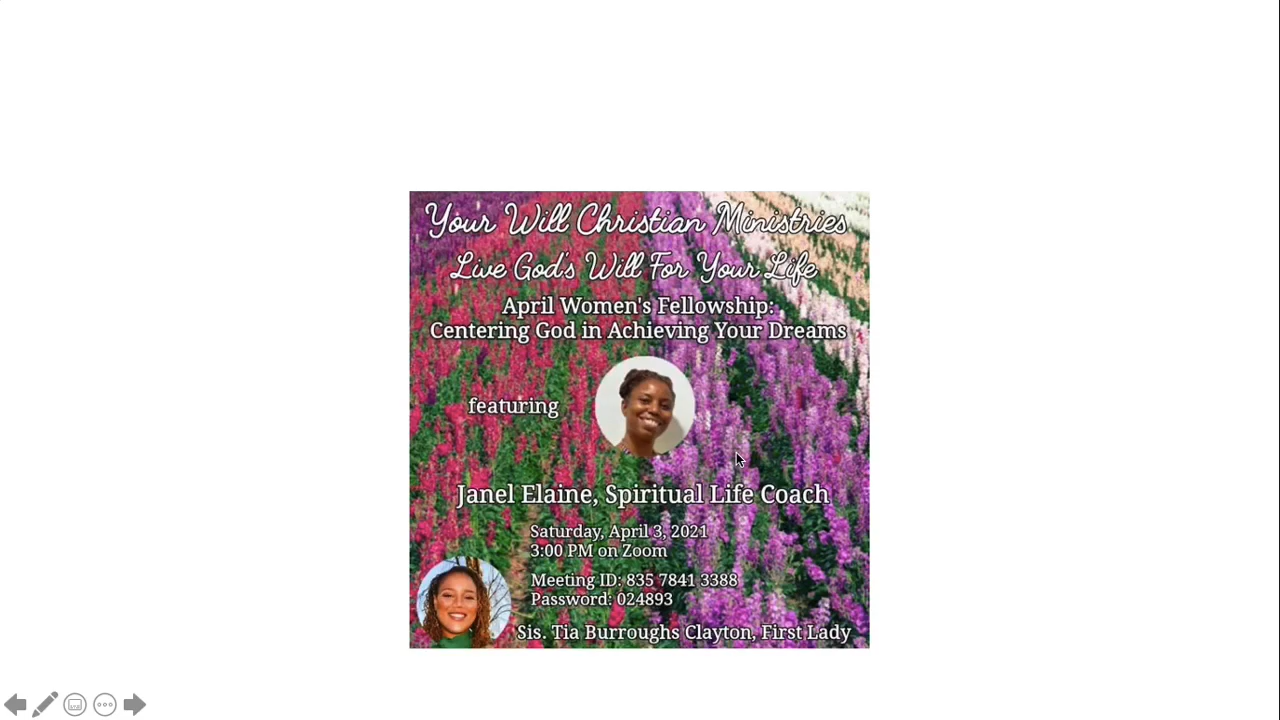 Your Will Christian Ministries
Live God's Will For Your Life
April Women's Fellowship:
Centering God in Achieving Your Dreams
featuring
Janel Elaine, Spiritual Life Coach
Saturday, April 3, 2021
3:00 PM on Zoom
Meeting ID: 835 7841 3388
Password: 024893
Sis. Tia Burroughs Clayton, First Lady